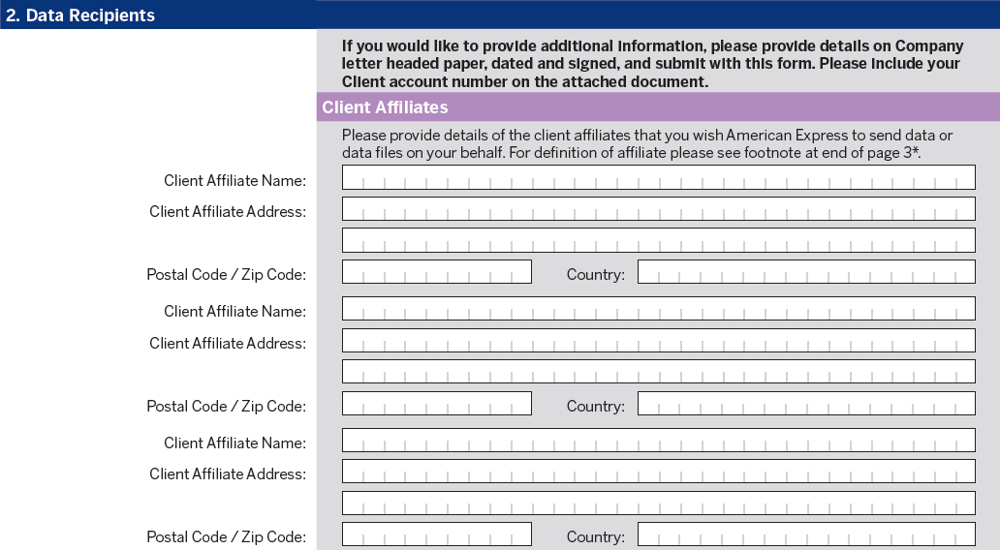 2. Data Recipients
If you would like to provide additional information, please provide details on Company
letter headed paper, dated and signed, and submit with this form. Please include your
Client account number on the attached document.
Client Affiliates
Please provide details of the client affiliates that you wish American Express to send data or
data files on your behalf. For definition of affiliate please see footnote at end of page 3*.
Client Affiliate Name:
Client Affiliate Address:
Postal Code / Zip Code: Country:
Client Affiliate Name:
Client Affiliate Address:
Postal Code / Zip Code: Country:
Client Affiliate Name:
Client Affiliate Address:
Postal Code / Zip Code: Country: